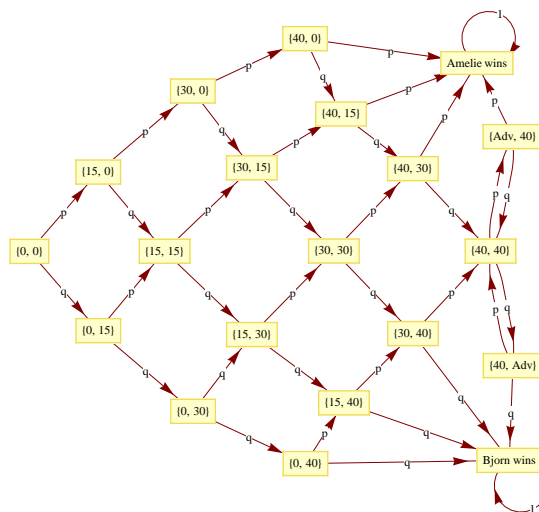 1
{40, 0}
p
Amelie wins
p
q
{30, 0}
p
p
{40, 15}
p
p
{Adv, 40}
q
p
q
{30, 15}
{40, 30}
{15, 0}
p
q
p
q
p
q
p
q
{0, 0}
{15, 15}
{30, 30}
{40, 40}
q
p
q
p
q
p
q
p
{0, 15}
{15, 30}
{30, 40}
{40, Adv}
q
q
q
p
q
{15, 40}
{0, 30}
q
q
p
q
{0, 40}
q
Bjorn wins
1